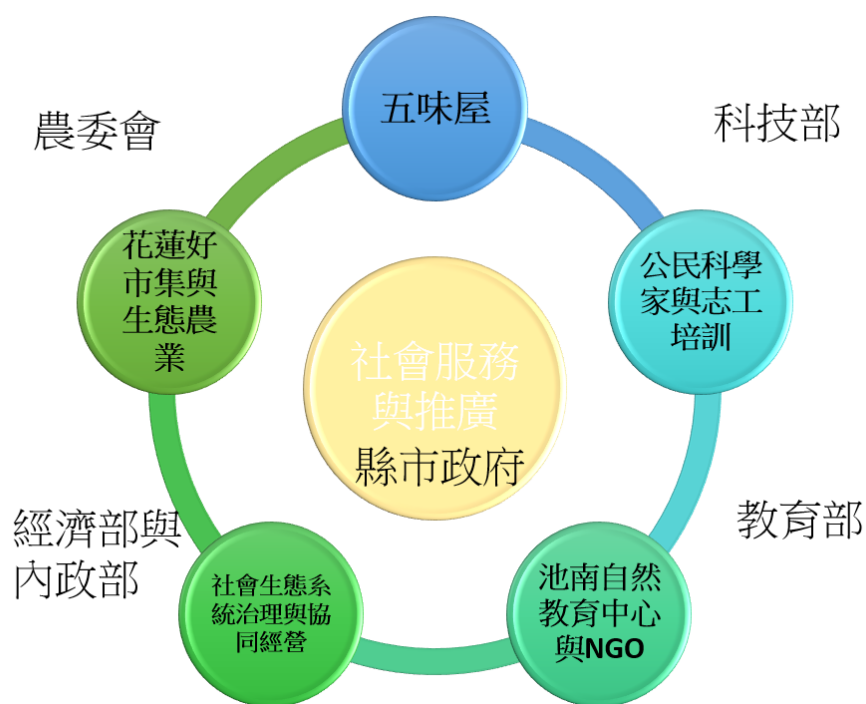 五味屋
農委會
科技部
花蓮好
市集與
生態農
業
公民科學
家與志工
培訓
社會服務
與推廣
縣市政府
經濟部與
內政部
教育部
社會生態系
統治理與協
同經營
池南自然
教育中心
與NGO